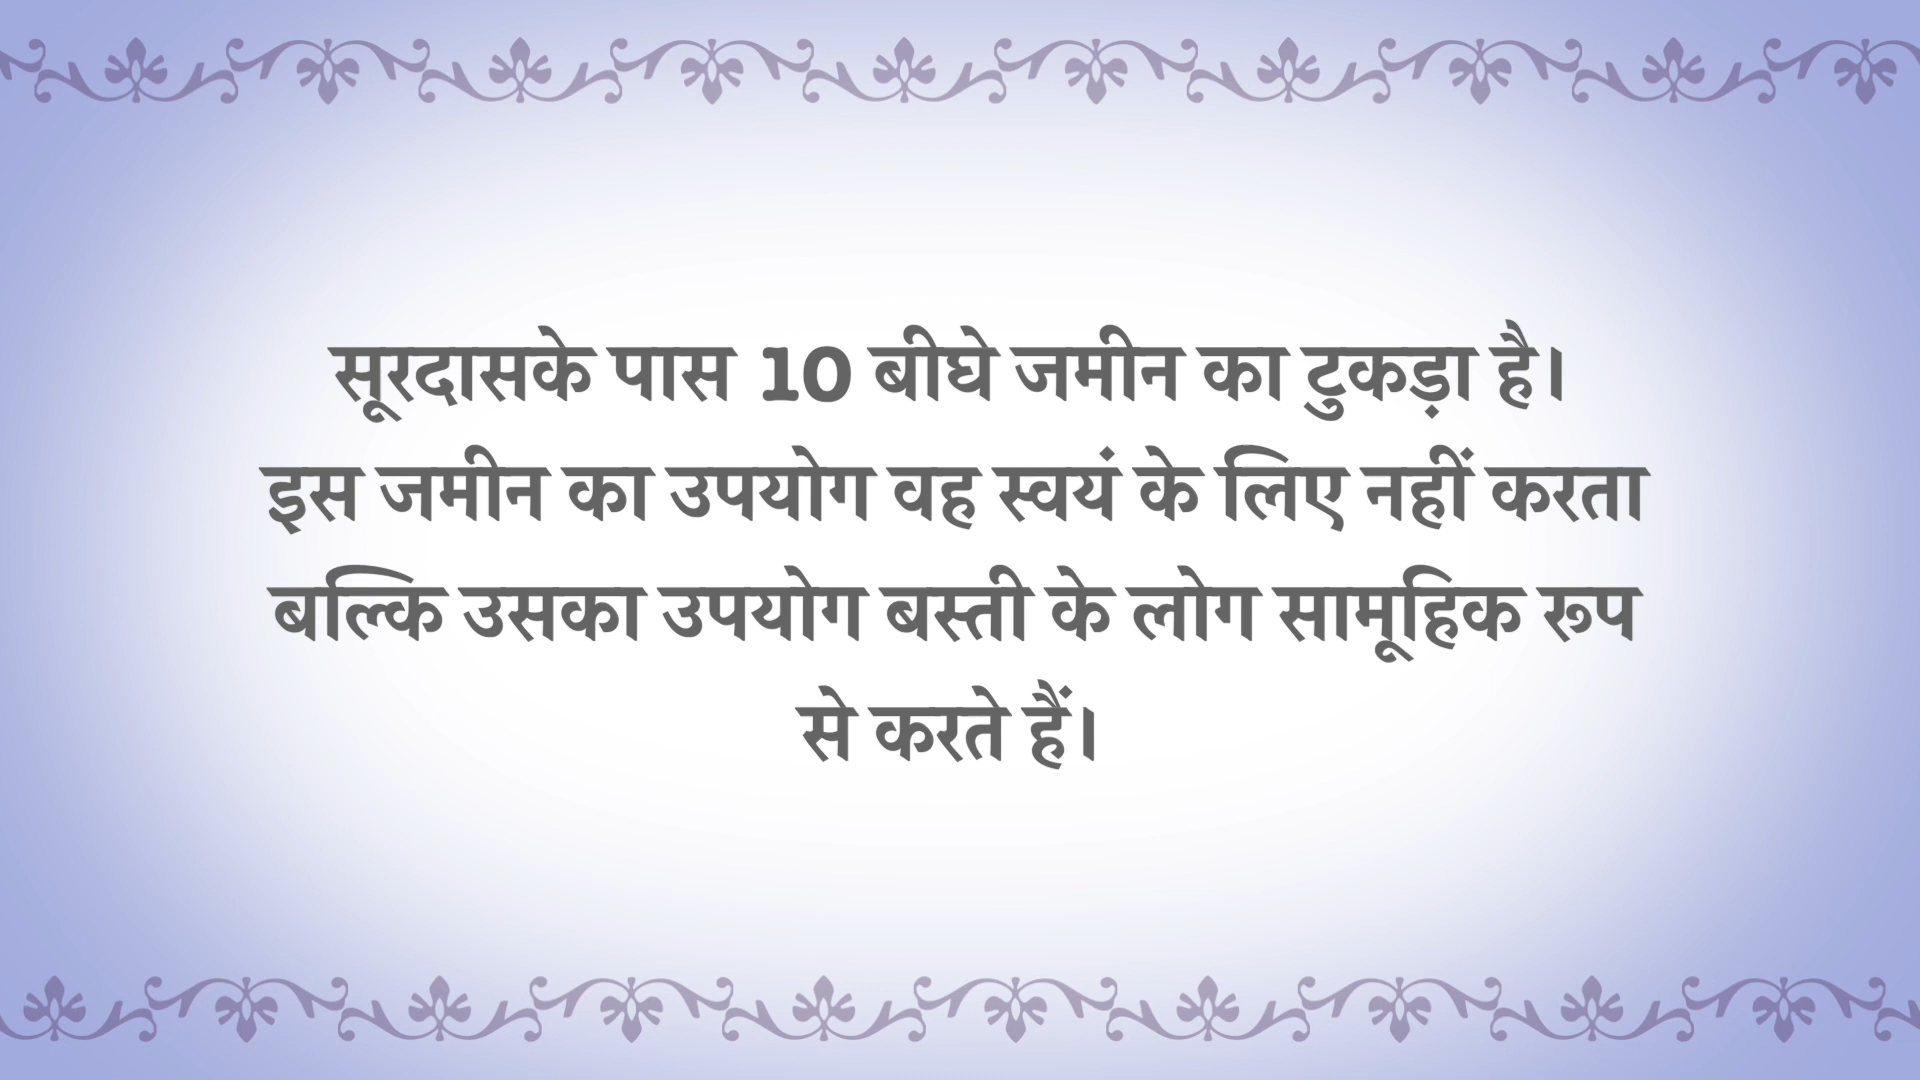 सूरदासके पास 10 बीघे जमीन का टुकड़ा है।
इस जमीन का उपयोग वह स्वयं के लिए नहीं करता
बल्कि उसका उपयोग बस्ती के लोग सामूहिक रूप
से करते हैं।